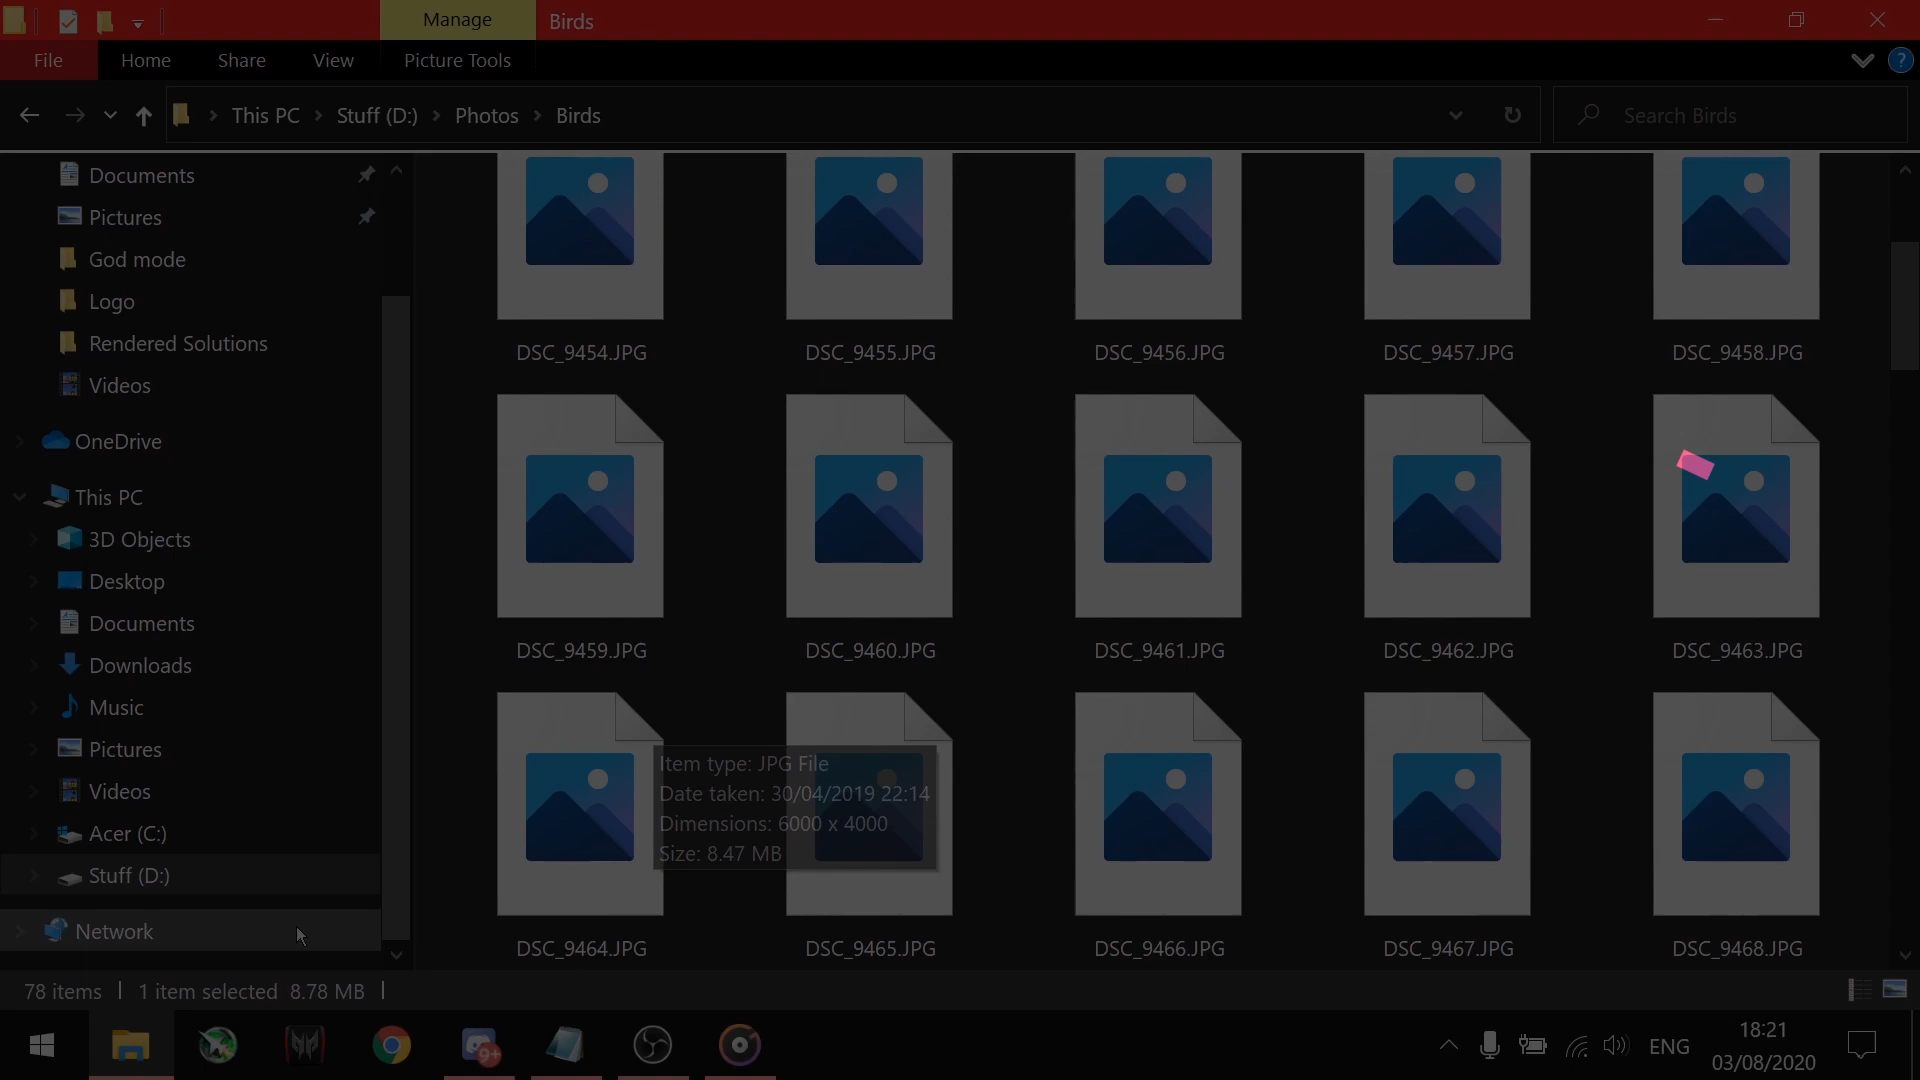 Manage
Birds
File
Home
Share
View
Picture Tools
This PC
Stuff (D:)
Photos
Birds
Search Birds
Documents
Pictures
God mode
Logo
Rendered Solutions
Videos
OneDrive
This PC
3D Objects
Desktop
Documents
Downloads
Music
Pictures
Videos
Acer (C:)
Stuff (D:)
Network
DSC_9454.JPG
DSC_9455.JPG
DSC_9456.JPG
DSC_9457.JPG
DSC_9458.JPG
DSC_9459.JPG
DSC_9460.JPG
DSC_9461.JPG
DSC_9462.JPG
DSC_9463.JPG
Item type: JPG File
Date taken: 30/04/2019 22:14
Dimensions: 6000 x 4000
Size: 8.47 MB
DSC_9464.JPG
DSC_9465.JPG
DSC_9466.JPG
DSC_9467.JPG
DSC_9468.JPG
78 items
1 item selected 8.78 MB
9+
ENG
18:21
03/08/2020